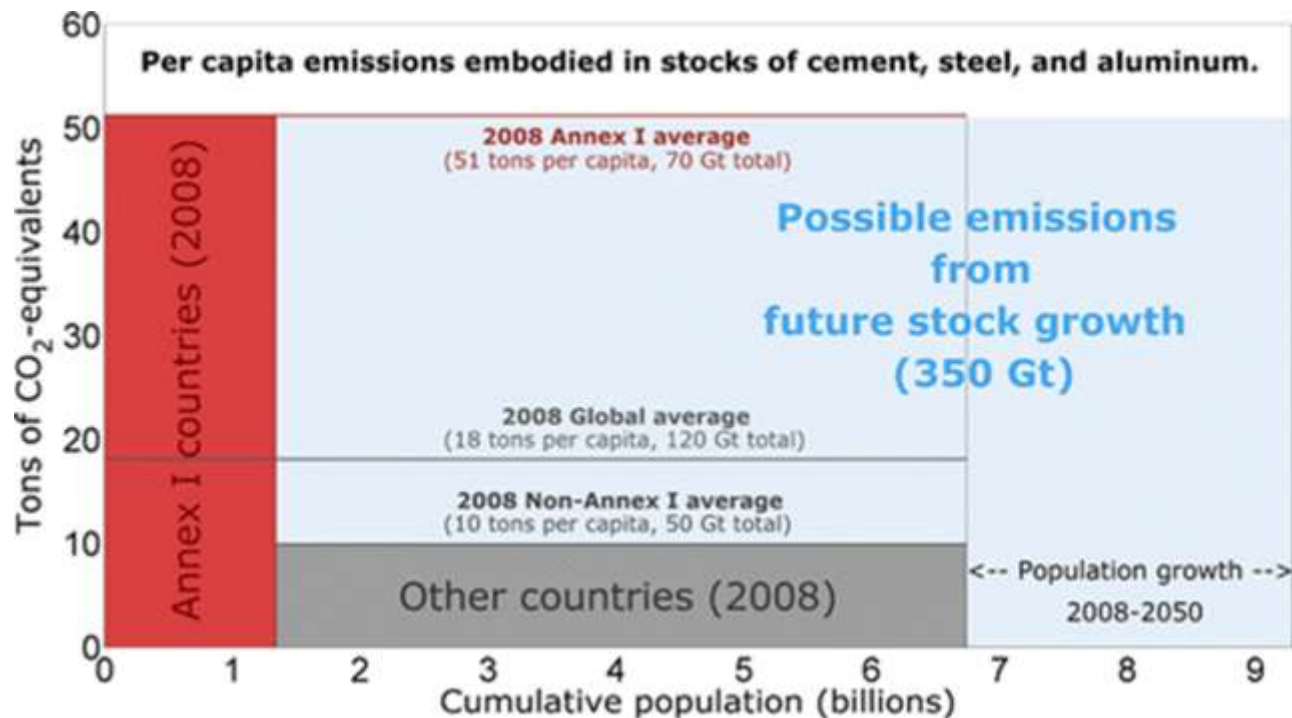 Per capita emissions embodied in stocks of cement, steel, and aluminum.
60
50
40
30
20
10
0
Tons of CO₂-equivalents
Annex I countries (2008)
2008 Annex I average
(51 tons per capita, 70 Gt total)
Possible emissions
from
future stock growth
(350 Gt)
2008 Global average
(18 tons per capita, 120 Gt total)
2008 Non-Annex I average
(10 tons per capita, 50 Gt total)
Other countries (2008)
<-- Population growth -->
2008-2050
0 1 2 3 4 5 6 7 8 9
Cumulative population (billions)